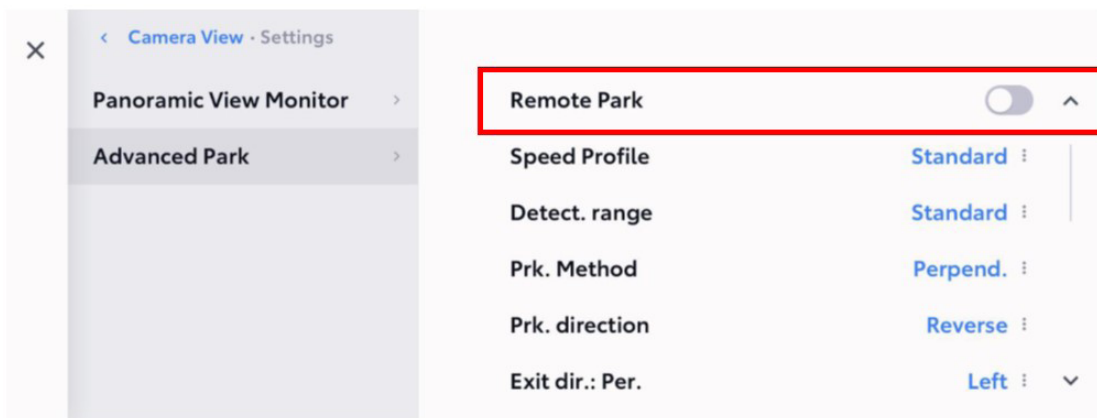 Camera View · Settings
Panoramic View Monitor
Advanced Park
Remote Park
Speed Profile Standard
Detect. range Standard
Prk. Method Perpend.
Prk. direction Reverse
Exit dir.: Per. Left